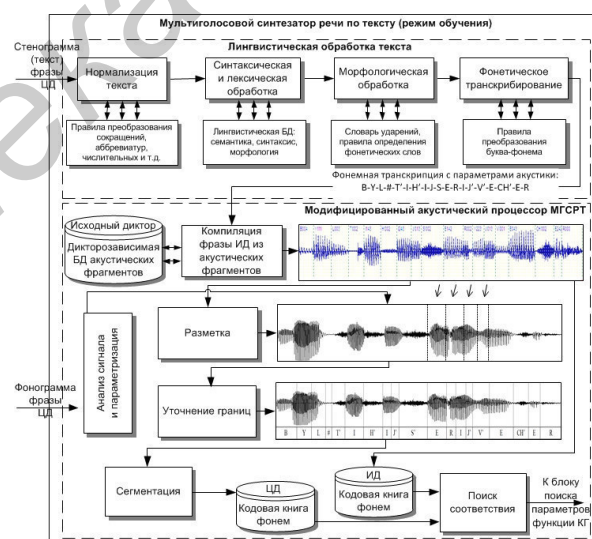 Мультиголосовой синтезатор речи по тексту (режим обучения)
Стенограмма
(текст)
фразы
ЦД
Лингвистическая обработка текста
Нормализация
текста
Синтаксическая
и лексическая
обработка
Морфологическая
обработка
Фонетическое
транскрибирование
Правила преобразования
сокращений,
аббревиатур,
числительных и т.д.
Лингвистическая БД:
семантика, синтаксис,
морфология
Словарь ударений,
правила определения
фонетических слов
Правила
преобразования
буква-фонема
Фонемная транскрипция с параметрами акустики:
B-Y-L-#-T'-I-H'-I-J-S-E-R-I-J'-V'-E-CH'-E-R
Модифицированный акустический процессор МГСРТ
Исходный диктор
Дикторозависимая
БД акустических
фрагментов
Компиляция
фразы ИД из
акустических
фрагментов
Анализ сигнала
и параметризация
Разметка
Фонограмма
фразы
ЦД
Уточнение границ
B Y L # T' I H' I J' S' E R I J' V' E CH' E R
Сегментация
ЦД
Кодовая книга
фонем
ИД
Кодовая книга
фонем
Поиск
соответствия
К блоку
поиска
параметров
функции КГ